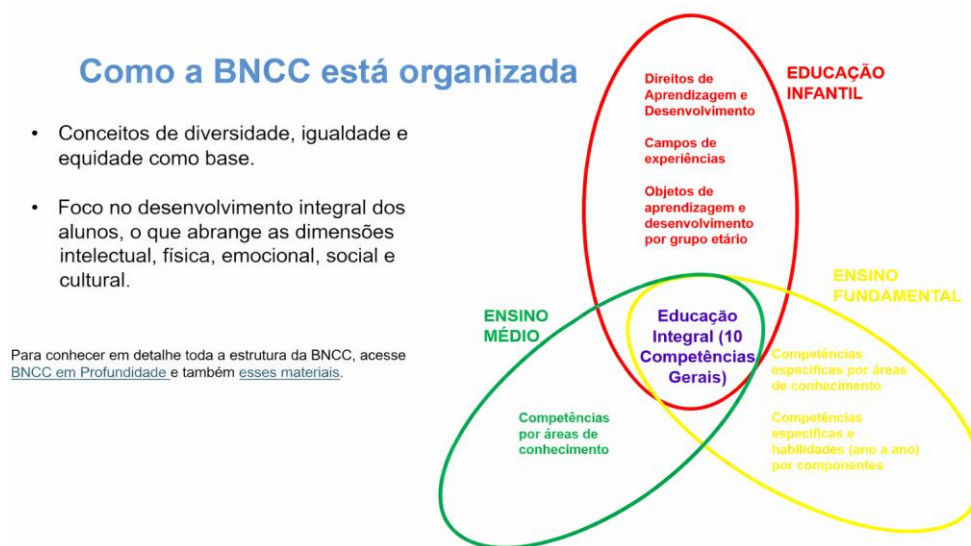 Como a BNCC está organizada
• Conceitos de diversidade, igualdade e
equidade como base.
• Foco no desenvolvimento integral dos
alunos, o que abrange as dimensões
intelectual, física, emocional, social e
cultural.
Para conhecer em detalhe toda a estrutura da BNCC, acesse
BNCC em Profundidade e também esses materiais.
EDUCAÇÃO
INFANTIL
Direitos de
Aprendizagem e
Desenvolvimento
Campos de
experiências
Objetos de
aprendizagem e
desenvolvimento
por grupo etário
ENSINO
MÉDIO
Competências
por áreas de
conhecimento
Educação
Integral (10
Competências
Gerais)
ENSINO
FUNDAMENTAL
Competências
específicas por áreas
de conhecimento
Competências
específicas e
habilidades (ano a ano)
por componentes